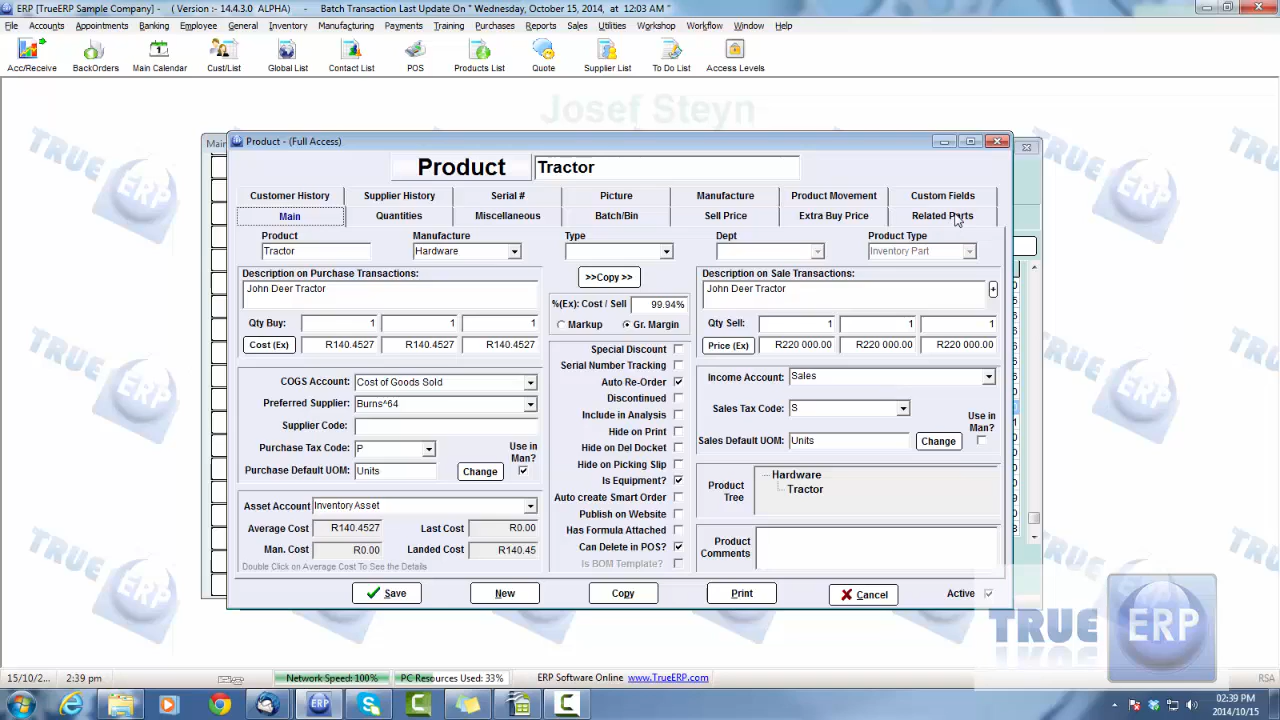 ERP (TrueERP Sample Company) - ( Version :- 14.4.3.0 ALPHA) Batch Transaction Last Update On " Wednesday, October 15, 2014, at 12:03 AM "
File Accounts Appointments Banking Employee General Inventory Manufacturing Payments Training Purchases Reports Sales Utilities Workshop Workflow Window Help
Acc/Receive BackOrders Main Calendar Cust/List Global List Contact List POS Products List Quote Supplier List To Do List Access Levels
Josef Steyn
Main
Product - (Full Access)
Product Tractor
Customer History Supplier History Serial # Picture Manufacture Product Movement Custom Fields
Main Quantities Miscellaneous Batch/Bin Sell Price Extra Buy Price Related Parts
Product Manufacture Type Dept Product Type
Tractor Hardware Inventory Part
Description on Purchase Transactions: >>Copy >> Description on Sale Transactions:
John Deer Tractor John Deer Tractor +
%(Ex): Cost / Sell 99.94%
Qty Buy: 1 1 1 Markup Gr. Margin Qty Sell: 1 1 1
Cost (Ex) R140.4527 R140.4527 R140.4527 Price (Ex) R220 000.00 R220 000.00 R220 000.00
Special Discount
Serial Number Tracking
Auto Re-Order
Discontinued
Include in Analysis
Hide on Print
Hide on Del Docket
Hide on Picking Slip
Is Equipment?
Auto create Smart Order
Publish on Website
Has Formula Attached
Can Delete in POS?
Is BOM Template?
COGS Account: Cost of Goods Sold
Preferred Supplier: Burns^64
Supplier Code:
Purchase Tax Code: P Use in Man?
Purchase Default UOM: Units Change
Asset Account Inventory Asset
Average Cost R140.4527 Last Cost R0.00
Man. Cost R0.00 Landed Cost R140.45
Double Click on Average Cost To See the Details
Income Account: Sales
Sales Tax Code: S Use in Man?
Sales Default UOM: Units Change
Product Tree Hardware
Tractor
Product Comments
Save New Copy Print Cancel Active
TRUE ERP
15/10/2... 2:39 pm Network Speed: 100% PC Resources Used: 33% ERP Software Online www.TrueERP.com RSA
02:39 PM
2014/10/15